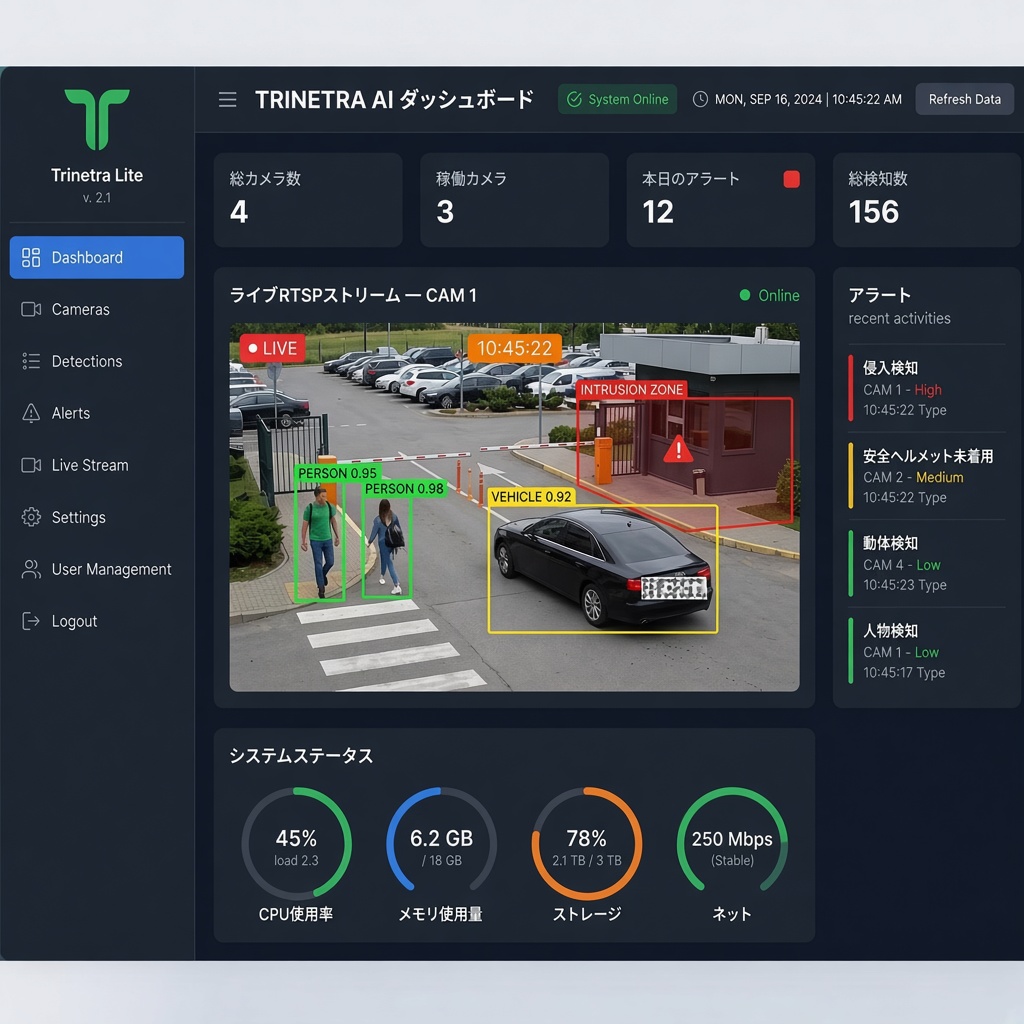 Trinetra Lite
v. 2.1
Dashboard
Cameras
Detections
Alerts
Live Stream
Settings
User Management
Logout
TRINETRA AI ダッシュボード
System Online
MON, SEP 16, 2024 | 10:45:22 AM
Refresh Data
総カメラ数
4
稼働カメラ
3
本日のアラート
12
総検知数
156
ライブRTSPストリーム — CAM 1
Online
LIVE
10:45:22
INTRUSION ZONE
PERSON 0.95
PERSON 0.98
VEHICLE 0.92
アラート
recent activities
侵入検知
CAM 1 - High
10:45:22 Type
安全ヘルメット未着用
CAM 2 - Medium
10:45:22 Type
動体検知
CAM 4 - Low
10:45:23 Type
人物検知
CAM 1 - Low
10:45:17 Type
システムステータス
45%
load 2.3
CPU使用率
6.2 GB
/ 18 GB
メモリ使用量
78%
2.1 TB / 3 TB
ストレージ
250 Mbps
(Stable)
ネット